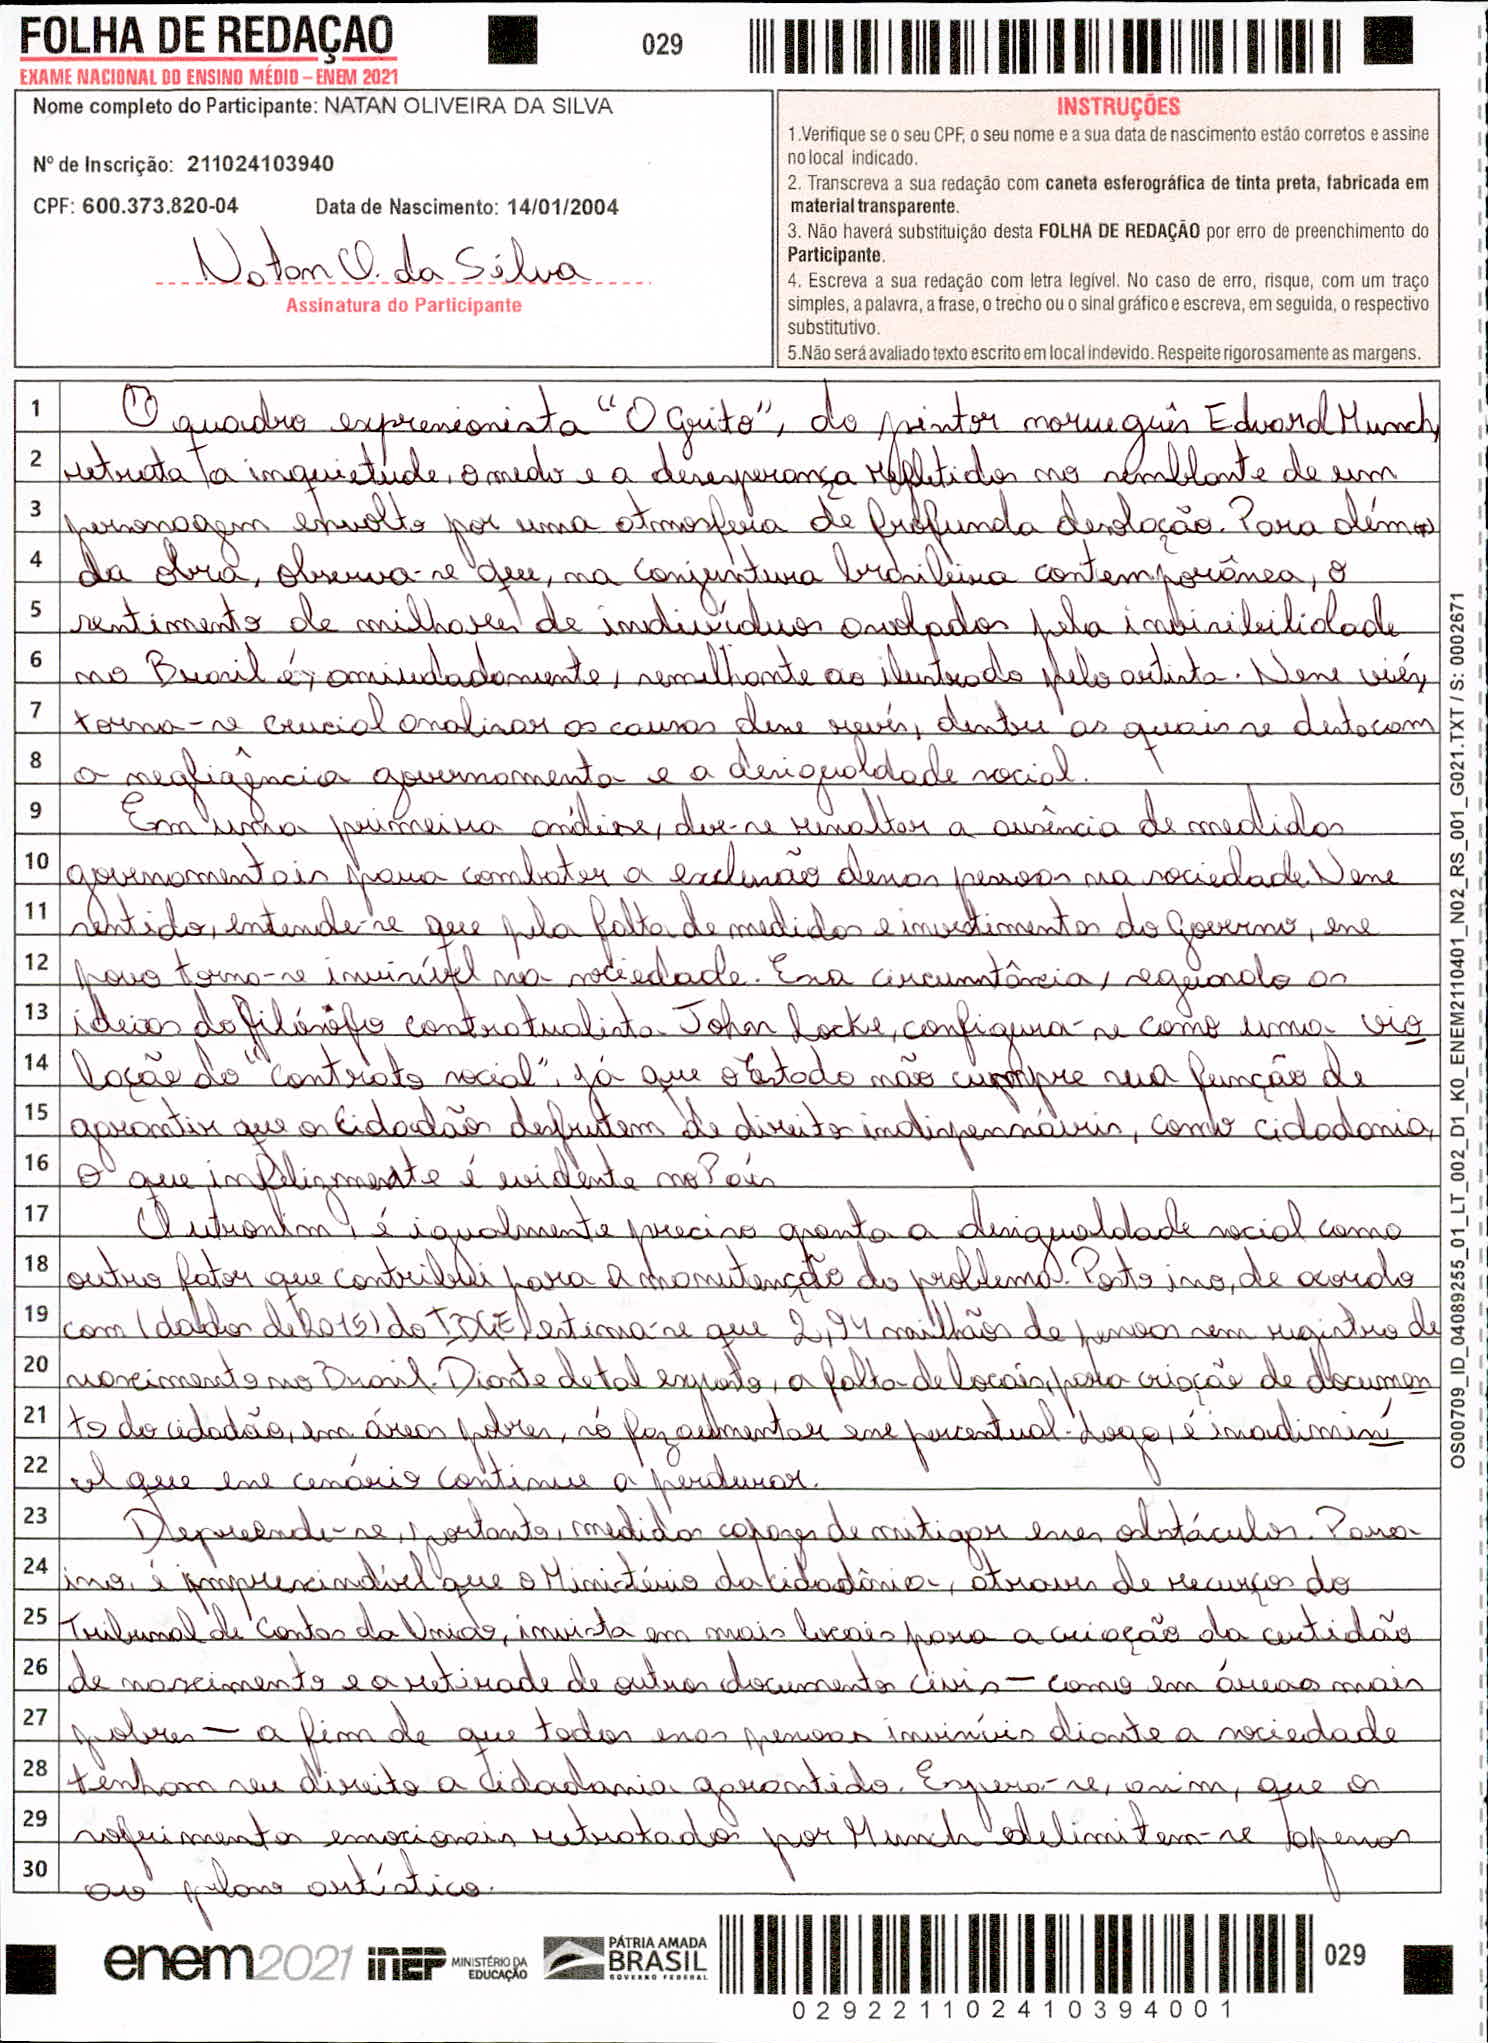 FOLHA DE REDAÇÃO
029
EXAME NACIONAL DO ENSINO MÉDIO – ENEM 2021
Nome completo do Participante: NATAN OLIVEIRA DA SILVA
Nº de Inscrição: 211024103940
CPF: 600.373.820-04 Data de Nascimento: 14/01/2004
Natan O. da Silva
Assinatura do Participante
INSTRUÇÕES
1.Verifique se o seu CPF, o seu nome e a sua data de nascimento estão corretos e assine
no local indicado.
2. Transcreva a sua redação com caneta esferográfica de tinta preta, fabricada em
material transparente.
3. Não haverá substituição desta FOLHA DE REDAÇÃO por erro de preenchimento do
Participante.
4. Escreva a sua redação com letra legível. No caso de erro, risque, com um traço
simples, a palavra, a frase, o trecho ou o sinal gráfico e escreva, em seguida, o respectivo
substitutivo.
5.Não será avaliado texto escrito em local indevido. Respeite rigorosamente as margens.
1 O quadro expressionista "O Grito", do pintor norueguês Edvard Munch,
2 retrata a inquietude, o medo e a desesperança refletidos no semblante de um
3 personagem envolto por uma atmosfera de profunda desolação. Para além
4 da obra, observa-se que, na conjuntura brasileira contemporânea, o
5 sentimento de milhares de indivíduos assolados pela invisibilidade
6 no Brasil é, amiudadamente, semelhante ao ilustrado pelo artista. Nesse viés,
7 torna-se crucial analisar as causas desse revés, dentre as quais se destacam
8 a negligência governamenta e a desigualdade social.
9 Em uma primeira análise, deve-se ressaltar a ausência de medidas
10 governamentais para combater a exclusão dessas pessoas na sociedade. Nesse
11 sentido, entende-se que pela falta de medidas e investimentos do Governo, esse
12 povo torna-se invisível na sociedade. Essa circunstância, segundo as
13 ideias do filósofo contratualista John Locke, configura-se como uma vio
14 lação do "contrato social", já que o Estado não cumpre sua função de
15 garantir que os cidadãos desfrutem de direitos indispensáveis, como cidadania,
16 o que infelizmente é evidente no País
17 Outrossim, é igualmente preciso aponta a desigualdade social como
18 outro fator que contribui para a manutenção do problema. Posto isso, de acordo
19 com (dados de 2015) do IBGE, estima-se que 2,94 milhões de pessoas sem registro de
20 nascimento no Brasil. Diante de tal exposto, a falta de locais, para criação de documen
21 to do cidadão, em áreas pobres, só faz aumentar esse percentual. Logo, é inadimissí
22 vel que esse cenário continue a perdurar.
23 Depreende-se, portanto, medidas capazes de mitigar esses obstáculos. Para
24 isso, é imprescindível que o Ministério da cidadânia, através de recursos do
25 Tribunal de Contas da União, invista em mais locais para a criação da certidão
26 de nascimento e a retirade de outros documentos civis – como em áreas mais
27 pobres – a fim de que todas essas pessoas invisíveis diante a sociedade
28 tenham seu direito a cidadania garantido. Espera-se, assim, que os
29 sofrimentos emocionais retratados por Munch delimitem-se apenas
30 ao plano artístico.
OS00709_ID_04089255_01_LT_002_D1_K0_ENEM2110401_N02_RS_001_G021.TXT / S: 0002671
enem2021
inep
MINISTÉRIO DA
EDUCAÇÃO
PÁTRIA AMADA
BRASIL
GOVERNO FEDERAL
029
029221102410394001